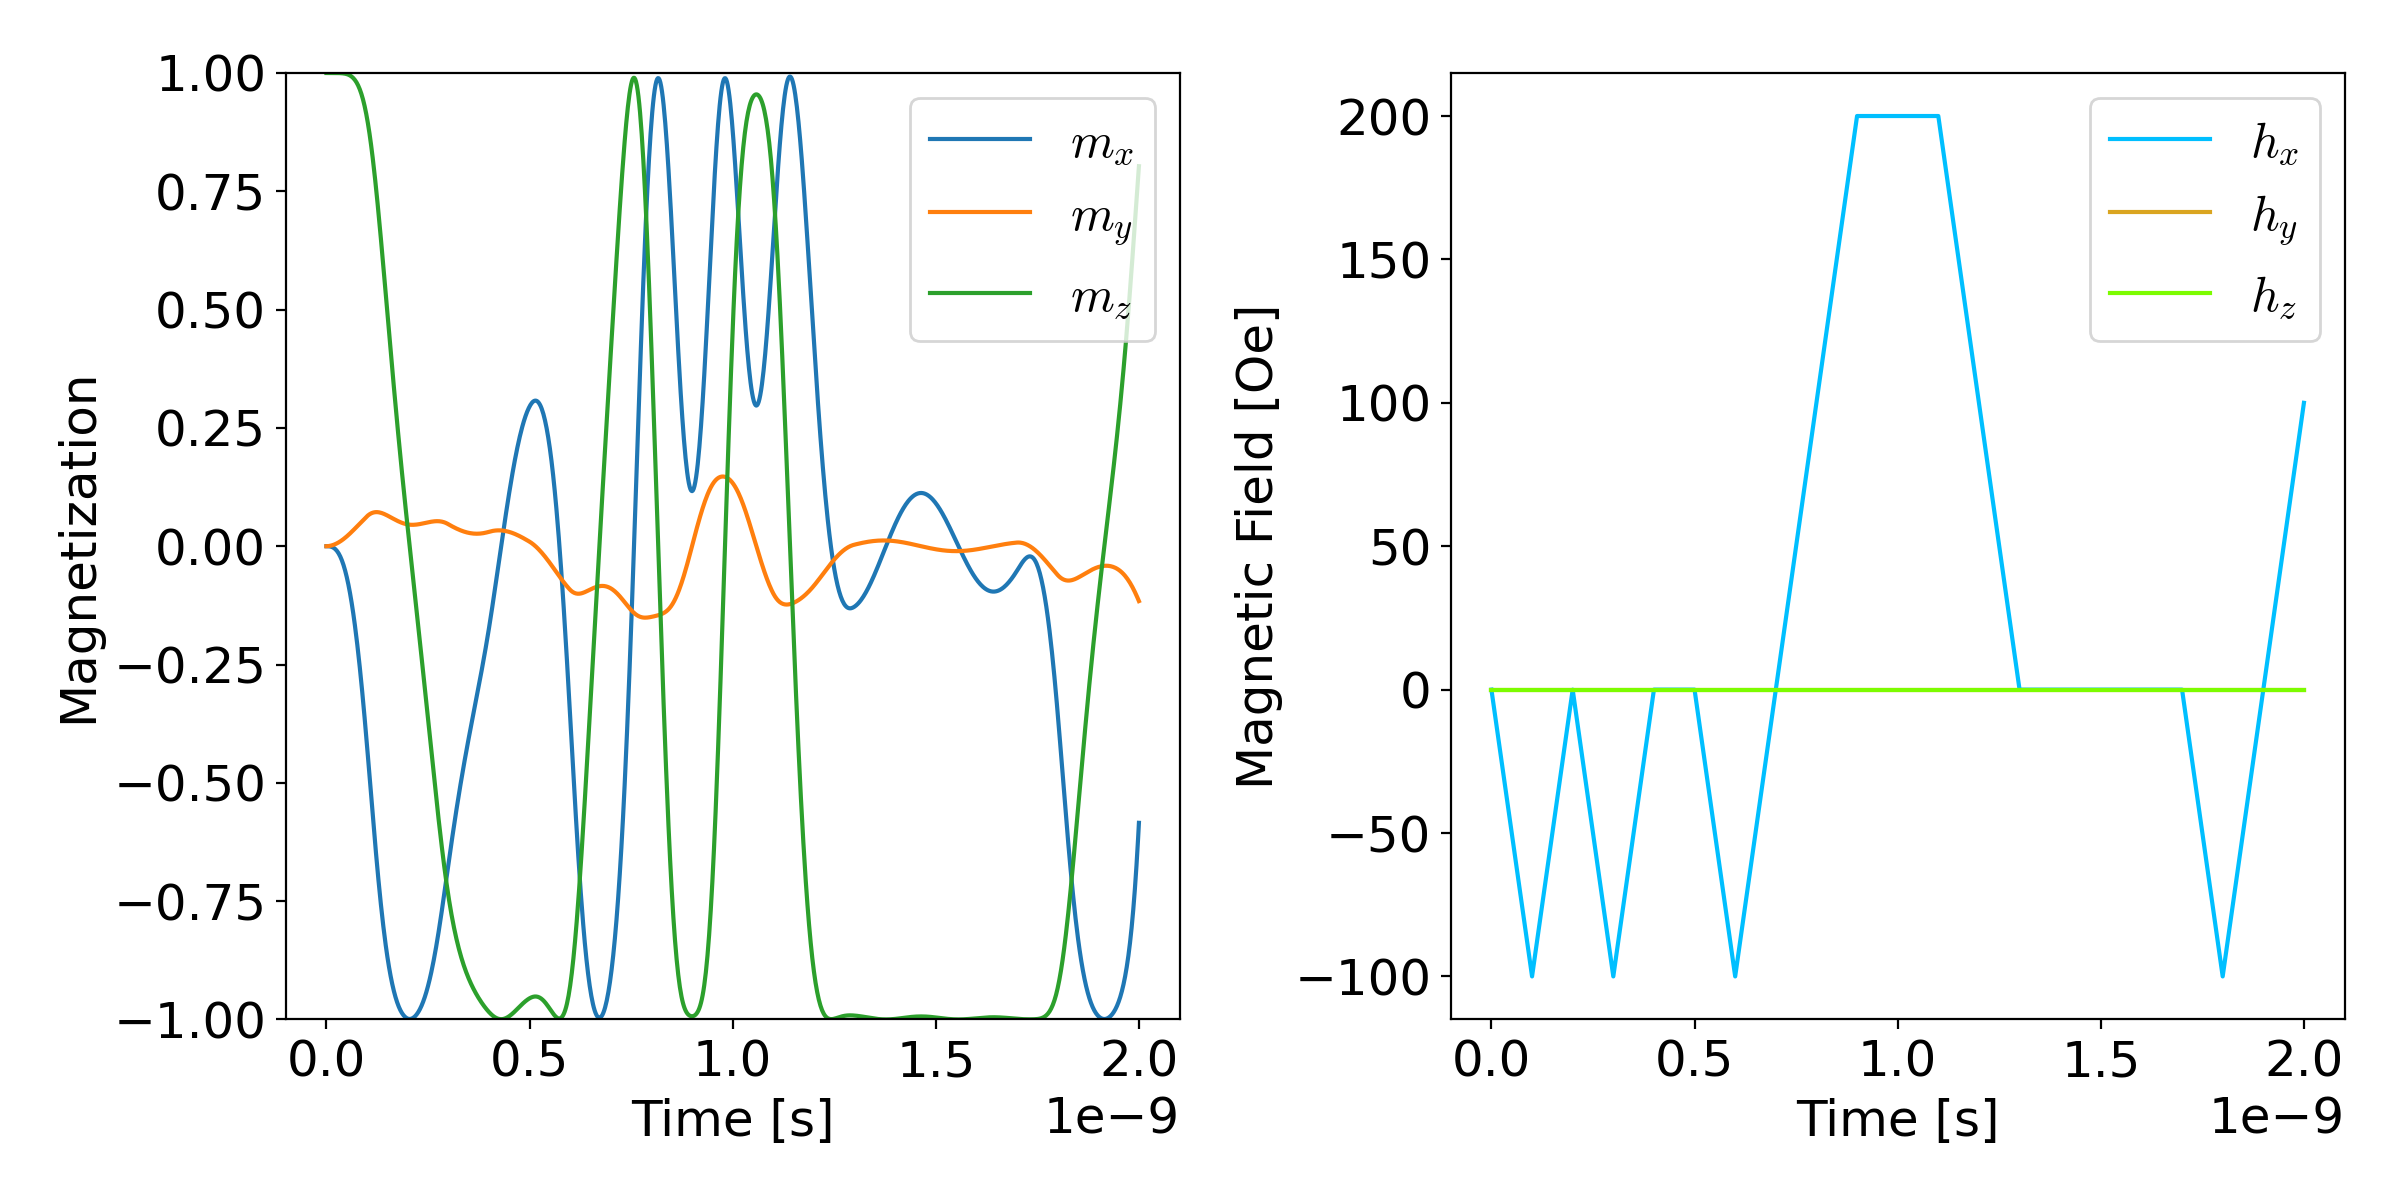 Magnetization
1.00
0.75
0.50
0.25
0.00
−0.25
−0.50
−0.75
−1.00
0.0 0.5 1.0 1.5 2.0
Time [s]
1e−9
m_x
m_y
m_z
Magnetic Field [Oe]
200
150
100
50
0
−50
−100
0.0 0.5 1.0 1.5 2.0
Time [s]
1e−9
h_x
h_y
h_z